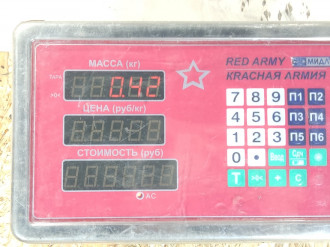 МАССА (кг)
0.42
ЦЕНА (руб/кг)
СТОИМОСТЬ (руб)
АС
RED ARMY МИДЛ
КРАСНАЯ АРМИЯ
7 8 9 П1 П2
4 5 6 П3 П4
1 2 3 П5 П6
0 • С
Т